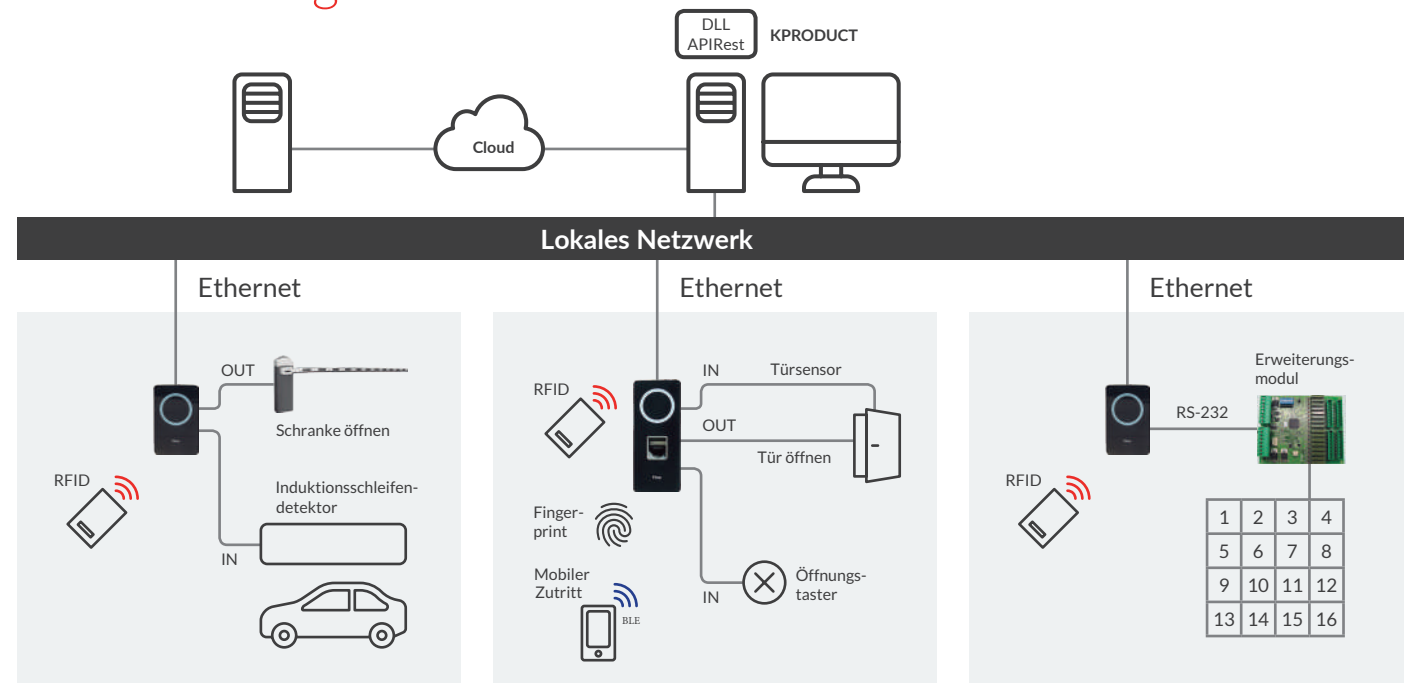 DLL
APIRest
KPRODUCT
Cloud
Lokales Netzwerk
Ethernet
Ethernet
Ethernet
OUT
Schranke öffnen
RFID
Induktionsschleifen-
detektor
IN
RFID
IN
Türsensor
OUT
Tür öffnen
Finger-
print
Mobiler
Zutritt
BLE
IN
Öffnungs-
taster
Erweiterungs-
modul
RS-232
RFID
1 2 3 4
5 6 7 8
9 10 11 12
13 14 15 16